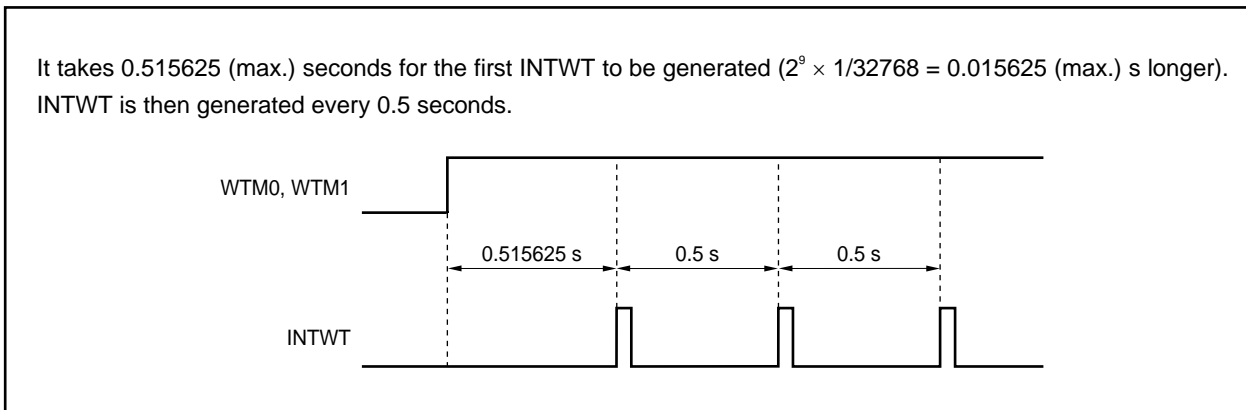 It takes 0.515625 (max.) seconds for the first INTWT to be generated (2⁹ × 1/32768 = 0.015625 (max.) s longer).
INTWT is then generated every 0.5 seconds.
WTM0, WTM1
0.515625 s 0.5 s 0.5 s
INTWT